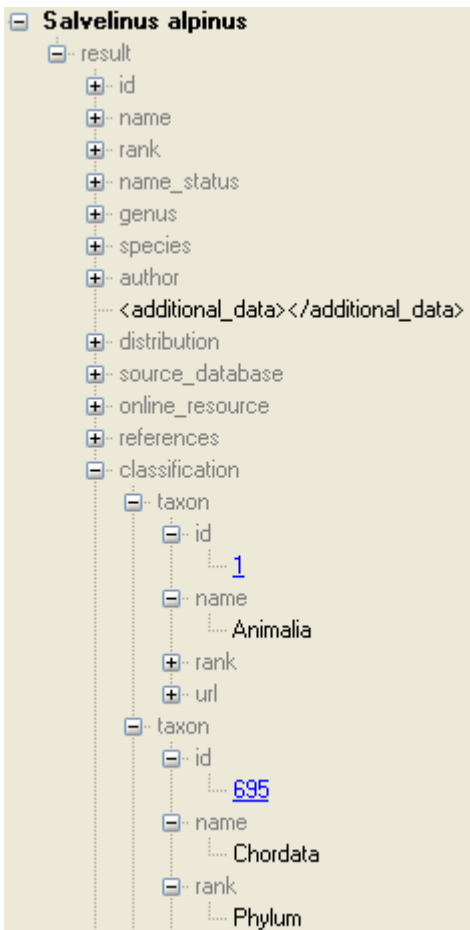 Salvelinus alpinus
result
id
name
rank
name_status
genus
species
author
<additional_data></additional_data>
distribution
source_database
online_resource
references
classification
taxon
id
1
name
Animalia
rank
url
taxon
id
695
name
Chordata
rank
Phylum